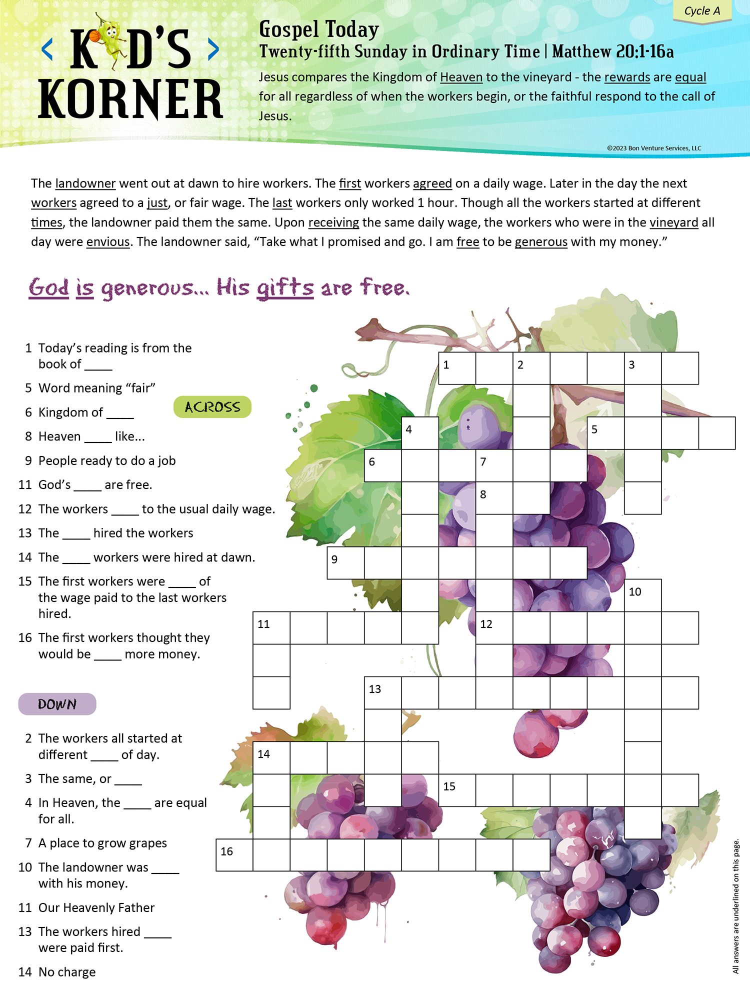 Cycle A
< KID'S >
KORNER
Gospel Today
Twenty-fifth Sunday in Ordinary Time | Matthew 20:1-16a
Jesus compares the Kingdom of Heaven to the vineyard - the rewards are equal
for all regardless of when the workers begin, or the faithful respond to the call of
Jesus.
©2023 Bon Venture Services, LLC
The landowner went out at dawn to hire workers. The first workers agreed on a daily wage. Later in the day the next
workers agreed to a just, or fair wage. The last workers only worked 1 hour. Though all the workers started at different
times, the landowner paid them the same. Upon receiving the same daily wage, the workers who were in the vineyard all
day were envious. The landowner said, “Take what I promised and go. I am free to be generous with my money.”
God is generous... His gifts are free.
ACROSS
1 Today’s reading is from the
book of ____
5 Word meaning “fair”
6 Kingdom of ____
8 Heaven ____ like...
9 People ready to do a job
11 God’s ____ are free.
12 The workers ____ to the usual daily wage.
13 The ____ hired the workers
14 The ____ workers were hired at dawn.
15 The first workers were ____ of
the wage paid to the last workers
hired.
16 The first workers thought they
would be ____ more money.
DOWN
2 The workers all started at
different ____ of day.
3 The same, or ____
4 In Heaven, the ____ are equal
for all.
7 A place to grow grapes
10 The landowner was ____
with his money.
11 Our Heavenly Father
13 The workers hired ____
were paid first.
14 No charge
1 2 3
4 5
6 7
8
9
10
11 12
13
14
15
16
All answers are underlined on this page.